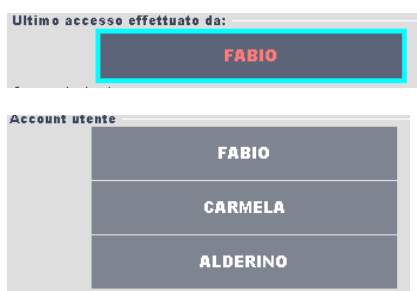 Ultimo accesso effettuato da:
FABIO
Account utente
FABIO
CARMELA
ALDERINO